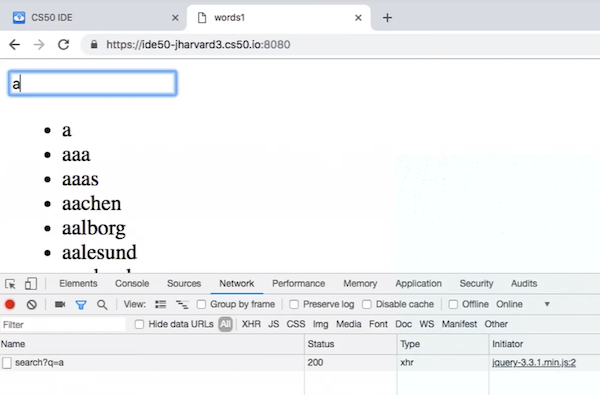 CS50 IDE words1
https://ide50-jharvard3.cs50.io:8080
a
a
aaa
aaas
aachen
aalborg
aalesund
Elements Console Sources Network Performance Memory Application Security Audits
View: Group by frame Preserve log Disable cache Offline Online
Filter Hide data URLs All XHR JS CSS Img Media Font Doc WS Manifest Other
Name Status Type Initiator
search?q=a 200 xhr jquery-3.3.1.min.js:2